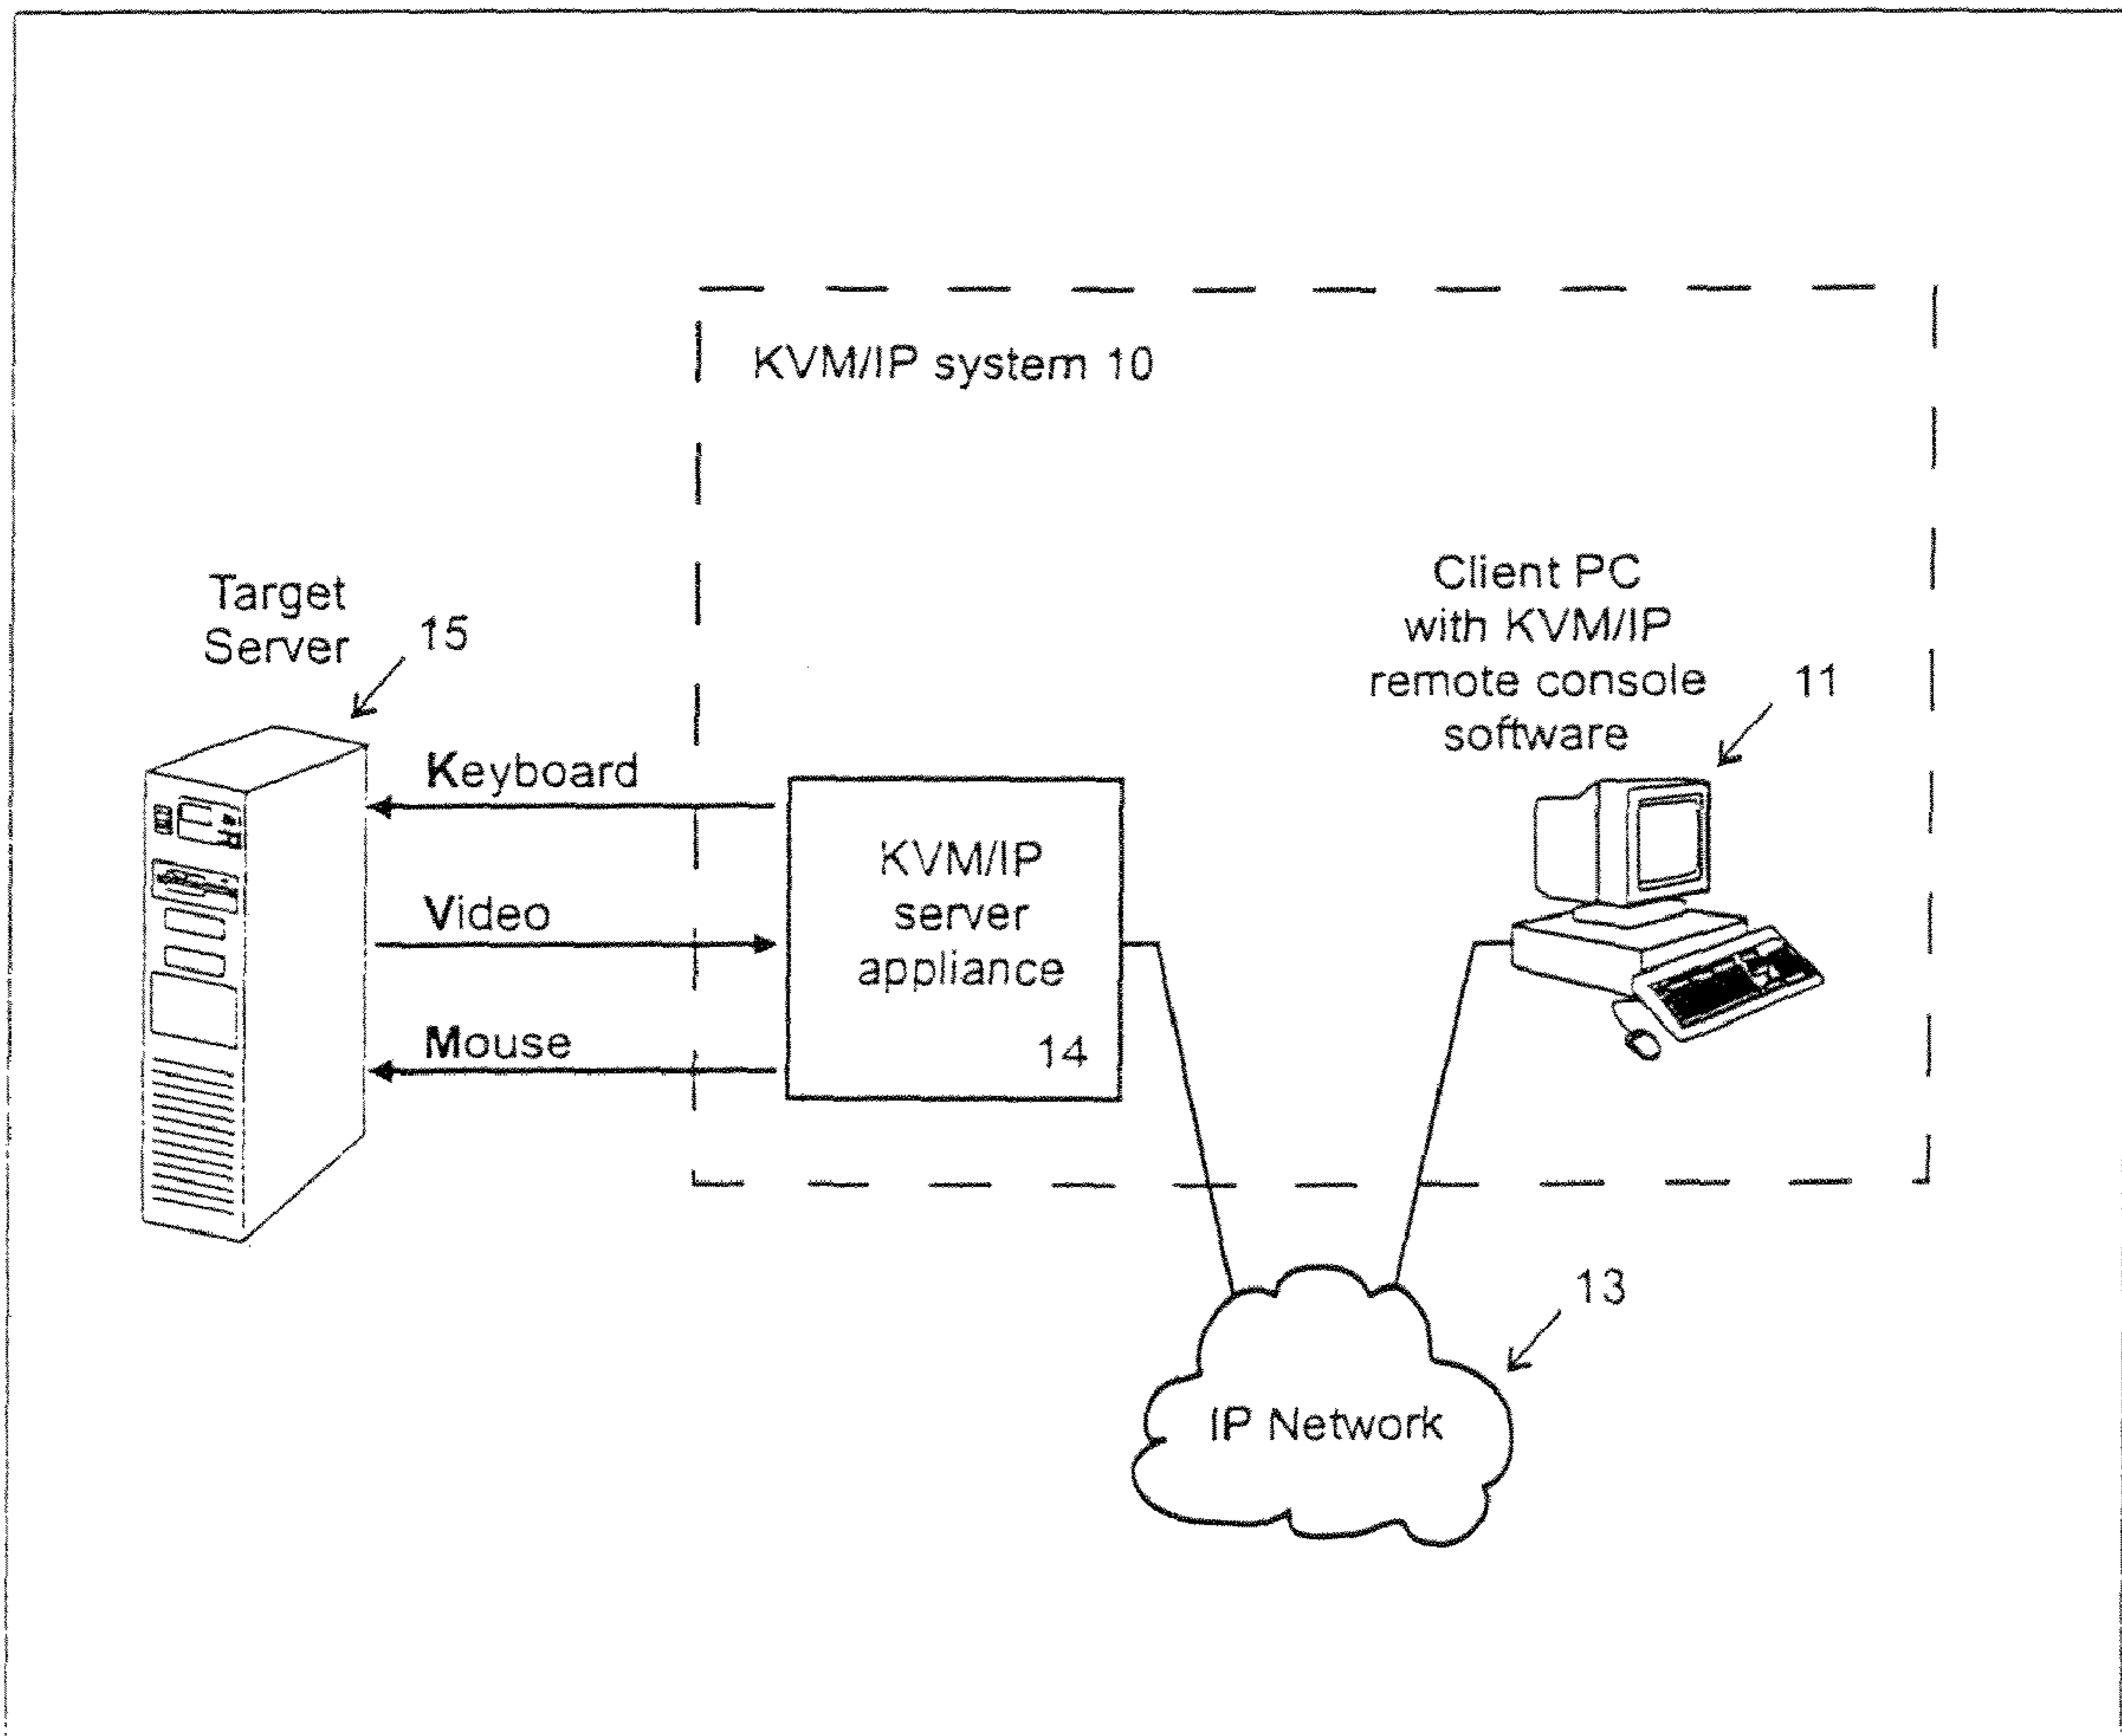 KVM/IP system 10
Target
Server
15
Client PC
with KVM/IP
remote console
software
11
Keyboard
Video
Mouse
KVM/IP
server
appliance
14
13
IP Network